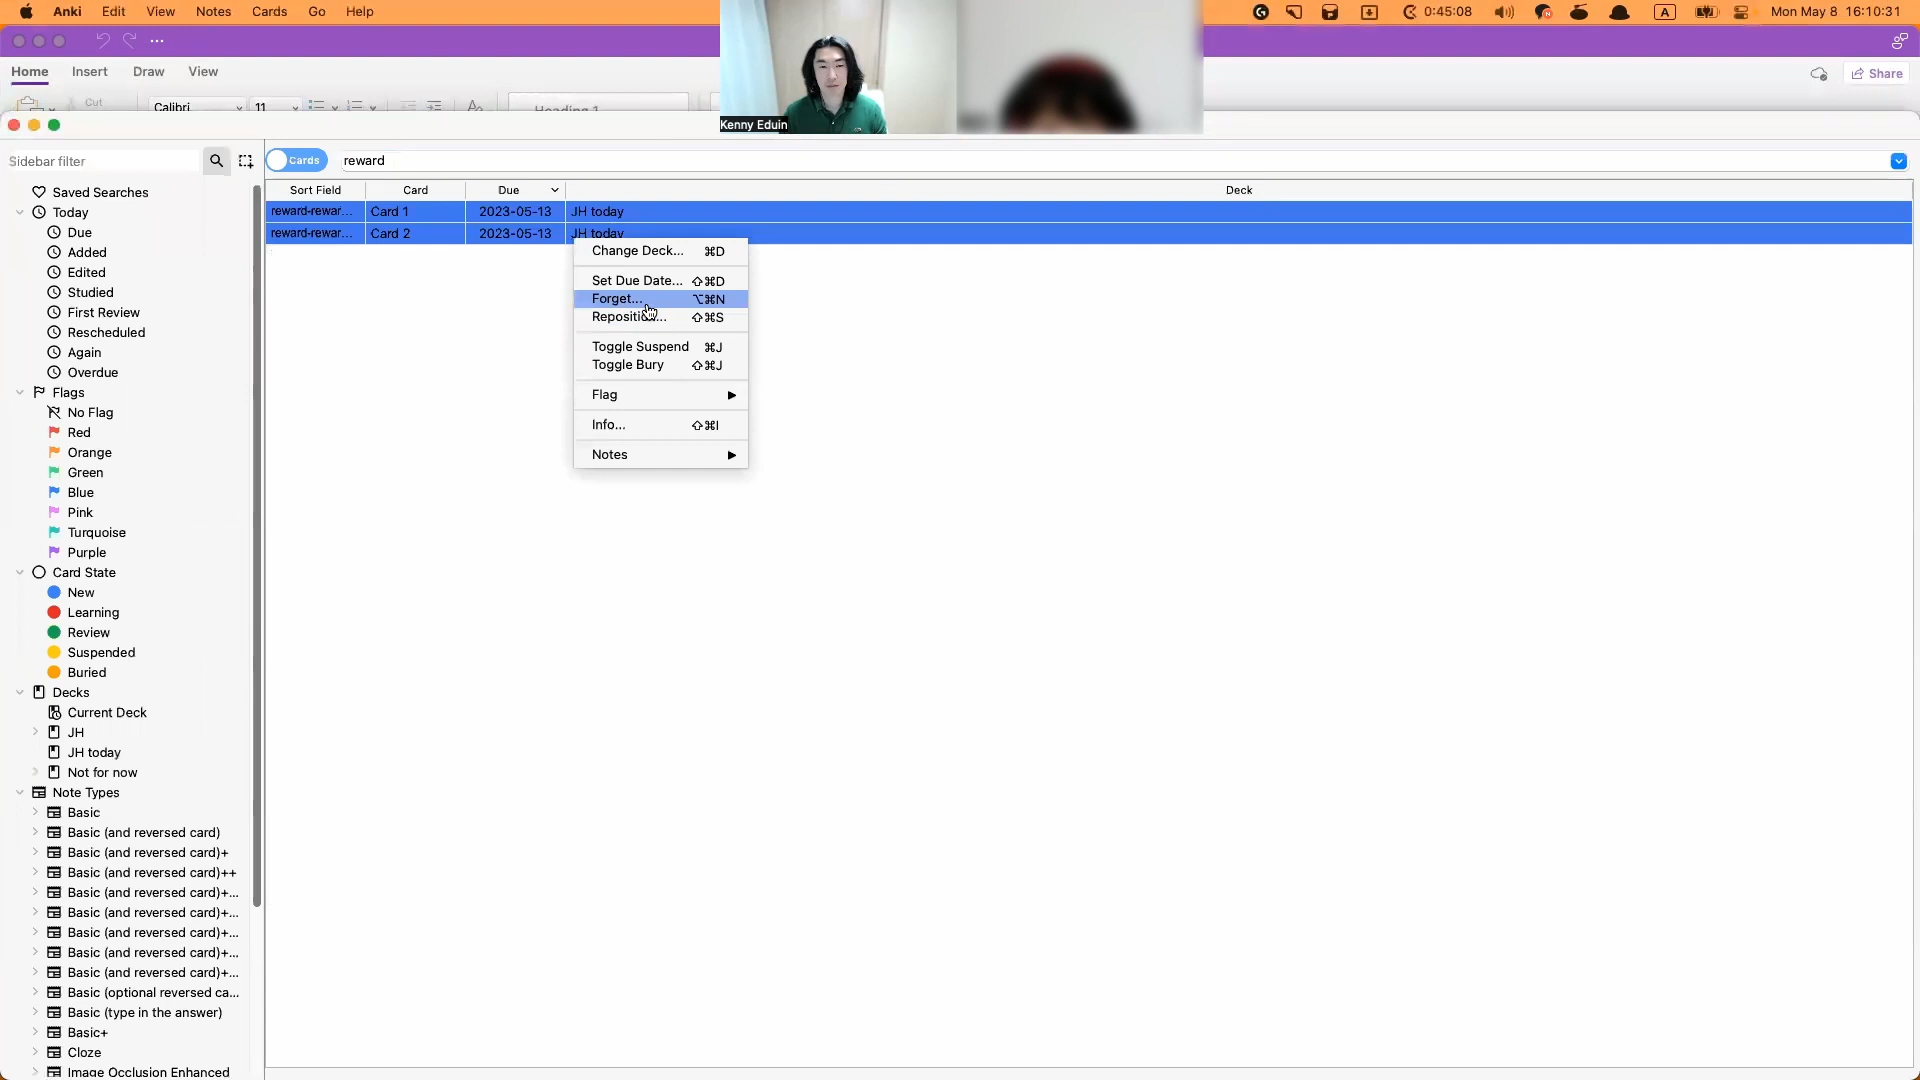 Anki Edit View Notes Cards Go Help 0:45:08 A Mon May 8 16:10:31
Home Insert Draw View Share
Cut Calibri 11 Heading 1
Kenny Eduin
Sidebar filter
Cards reward
Sort Field Card Due Deck
reward-rewar... Card 1 2023-05-13 JH today
reward-rewar... Card 2 2023-05-13 JH today
Change Deck... ⌘D
Set Due Date... ⇧⌘D
Forget... ⌥⌘N
⇧⌘S
Toggle Suspend ⌘J
Toggle Bury ⇧⌘J
Flag
Info... ⇧⌘I
Notes
Saved Searches
Today
Due
Added
Edited
Studied
First Review
Rescheduled
Again
Overdue
Flags
No Flag
Red
Orange
Green
Blue
Pink
Turquoise
Purple
Card State
New
Learning
Review
Suspended
Buried
Decks
Current Deck
JH
JH today
Not for now
Note Types
Basic
Basic (and reversed card)
Basic (and reversed card)+
Basic (and reversed card)++
Basic (and reversed card)+...
Basic (and reversed card)+...
Basic (and reversed card)+...
Basic (and reversed card)+...
Basic (and reversed card)+...
Basic (optional reversed ca...
Basic (type in the answer)
Basic+
Cloze
Image Occlusion Enhanced